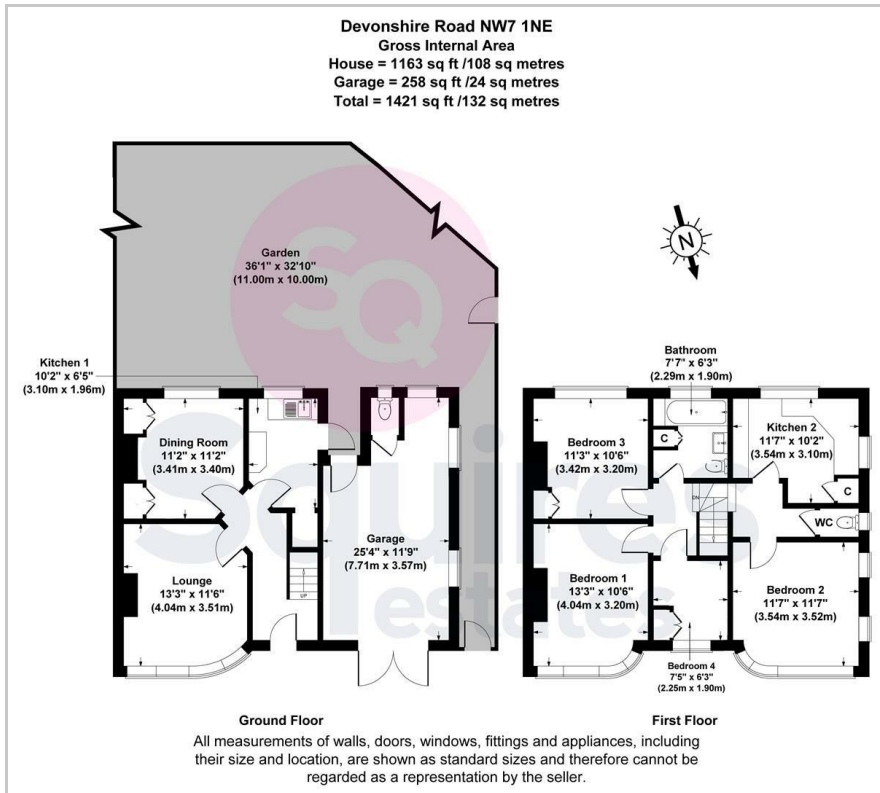 Devonshire Road NW7 1NE
Gross Internal Area
House = 1163 sq ft /108 sq metres
Garage = 258 sq ft /24 sq metres
Total = 1421 sq ft /132 sq metres
SQ
Squires
estates
Garden
36'1" x 32'10"
(11.00m x 10.00m)
N
Kitchen 1
10'2" x 6'5"
(3.10m x 1.96m)
Dining Room
11'2" x 11'2"
(3.41m x 3.40m)
Lounge
13'3" x 11'6"
(4.04m x 3.51m)
UP
Garage
25'4" x 11'9"
(7.71m x 3.57m)
Bathroom
7'7" x 6'3"
(2.29m x 1.90m)
Bedroom 3
11'3" x 10'6"
(3.42m x 3.20m)
C
Kitchen 2
11'7" x 10'2"
(3.54m x 3.10m)
C
DN
WC
Bedroom 1
13'3" x 10'6"
(4.04m x 3.20m)
Bedroom 2
11'7" x 11'7"
(3.54m x 3.52m)
Bedroom 4
7'5" x 6'3"
(2.25m x 1.90m)
Ground Floor
First Floor
All measurements of walls, doors, windows, fittings and appliances, including
their size and location, are shown as standard sizes and therefore cannot be
regarded as a representation by the seller.